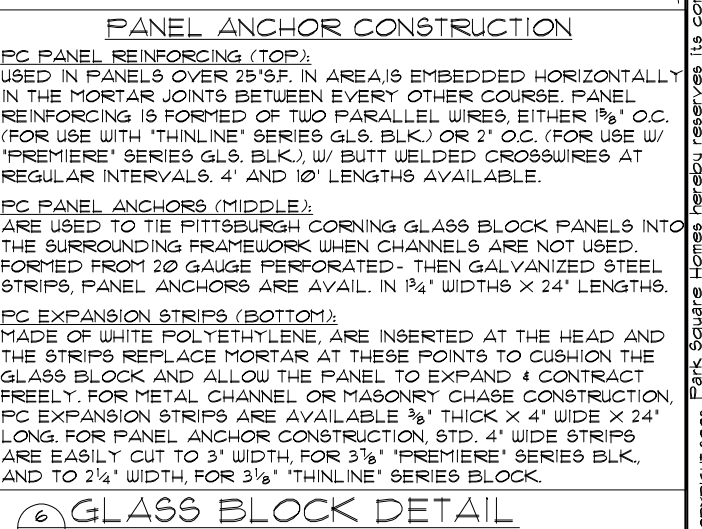 PANEL ANCHOR CONSTRUCTION
PC PANEL REINFORCING (TOP):
USED IN PANELS OVER 25"S.F. IN AREA,IS EMBEDDED HORIZONTALLY
IN THE MORTAR JOINTS BETWEEN EVERY OTHER COURSE. PANEL
REINFORCING IS FORMED OF TWO PARALLEL WIRES, EITHER 1⅝" O.C.
(FOR USE WITH "THINLINE" SERIES GLS. BLK.) OR 2" O.C. (FOR USE W/
"PREMIERE" SERIES GLS. BLK.), W/ BUTT WELDED CROSSWIRES AT
REGULAR INTERVALS. 4' AND 10' LENGTHS AVAILABLE.
PC PANEL ANCHORS (MIDDLE):
ARE USED TO TIE PITTSBURGH CORNING GLASS BLOCK PANELS INTO
THE SURROUNDING FRAMEWORK WHEN CHANNELS ARE NOT USED.
FORMED FROM 20 GAUGE PERFORATED- THEN GALVANIZED STEEL
STRIPS, PANEL ANCHORS ARE AVAIL. IN 1¾" WIDTHS X 24" LENGTHS.
PC EXPANSION STRIPS (BOTTOM):
MADE OF WHITE POLYETHYLENE, ARE INSERTED AT THE HEAD AND
THE STRIPS REPLACE MORTAR AT THESE POINTS TO CUSHION THE
GLASS BLOCK AND ALLOW THE PANEL TO EXPAND & CONTRACT
FREELY. FOR METAL CHANNEL OR MASONRY CHASE CONSTRUCTION,
PC EXPANSION STRIPS ARE AVAILABLE ⅜" THICK X 4" WIDE X 24"
LONG. FOR PANEL ANCHOR CONSTRUCTION, STD. 4" WIDE STRIPS
ARE EASILY CUT TO 3" WIDTH, FOR 3⅞" "PREMIERE" SERIES BLK.,
AND TO 2¼" WIDTH, FOR 3⅛" "THINLINE" SERIES BLOCK.
6 GLASS BLOCK DETAIL
Park Square Homes hereby reserves its